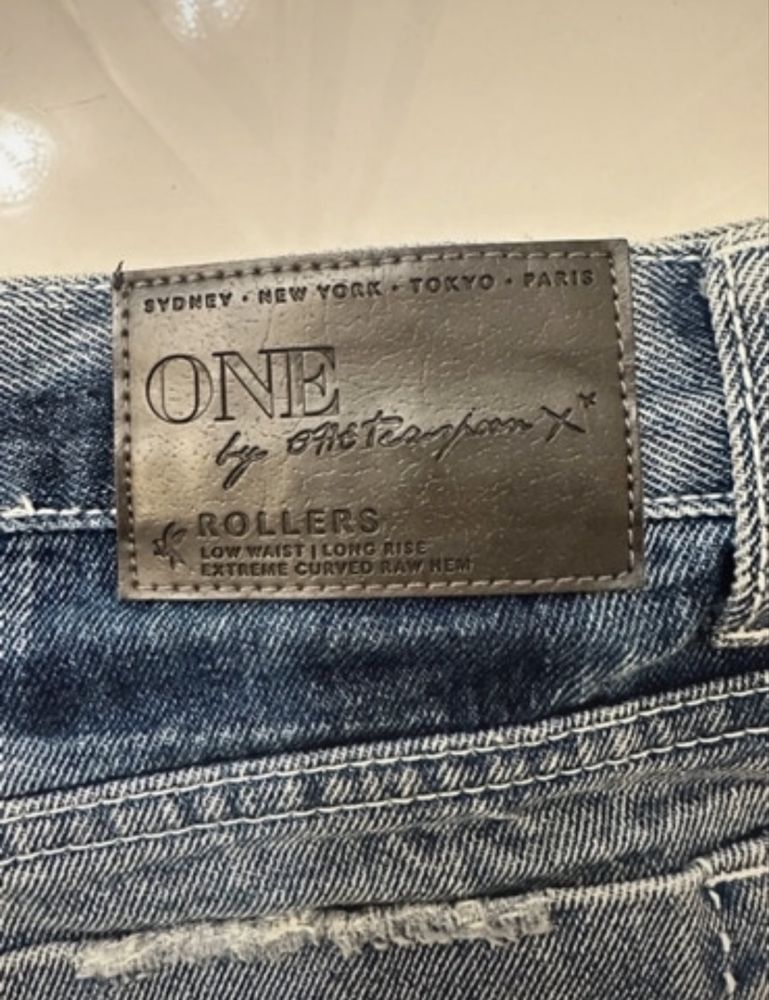 SYDNEY • NEW YORK • TOKYO • PARIS
ONE
by oneteaspoon X*
ROLLERS
LOW WAIST | LONG RISE
EXTREME CURVED RAW HEM